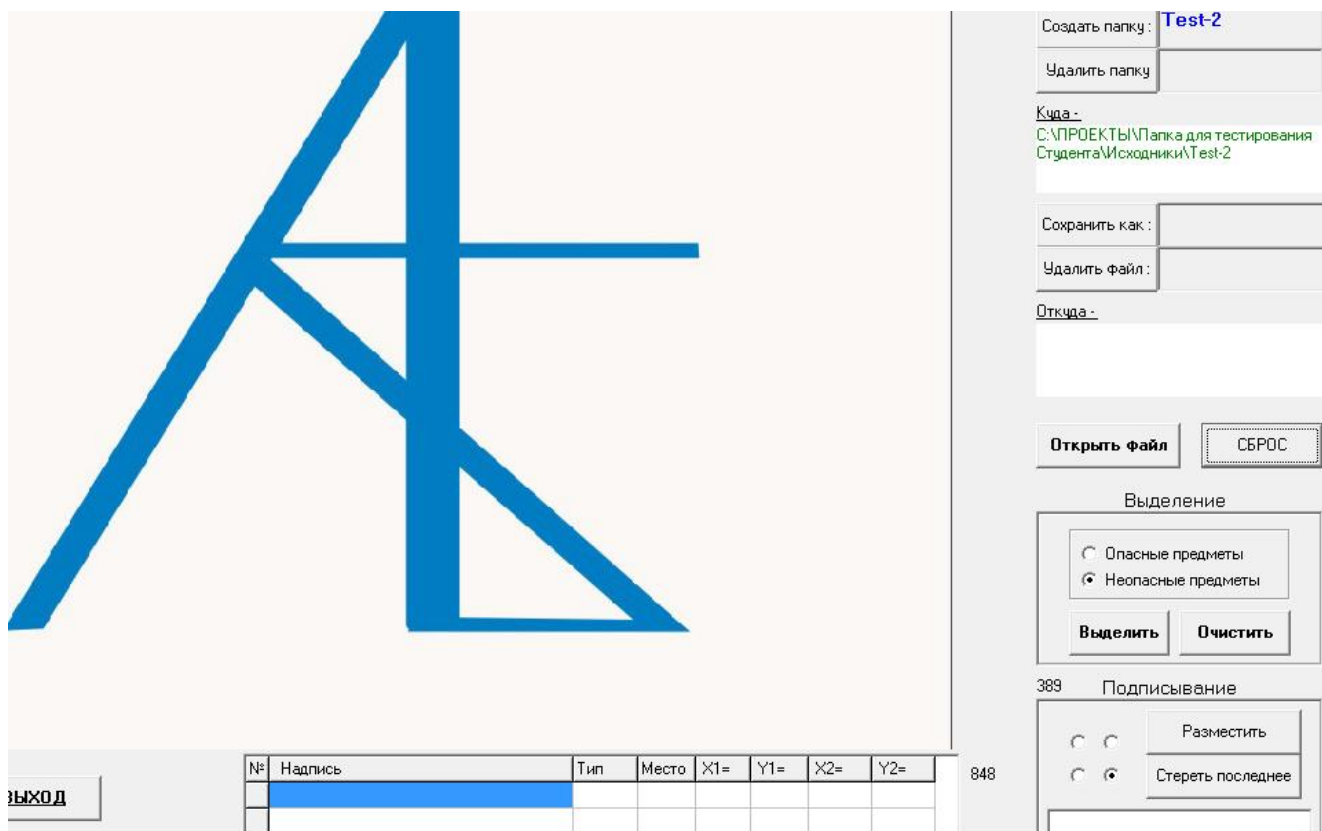 Создать папку :
Test-2
Удалить папку
Куда -
C:\ПРОЕКТЫ\Папка для тестирования
Студента\Исходники\Test-2
Сохранить как :
Удалить файл :
Откуда -
Открыть файл
СБРОС
Выделение
Опасные предметы
Неопасные предметы
Выделить
Очистить
389
Подписывание
Разместить
Стереть последнее
848
№ Надпись Тип Место X1= Y1= X2= Y2=
ВЫХОД